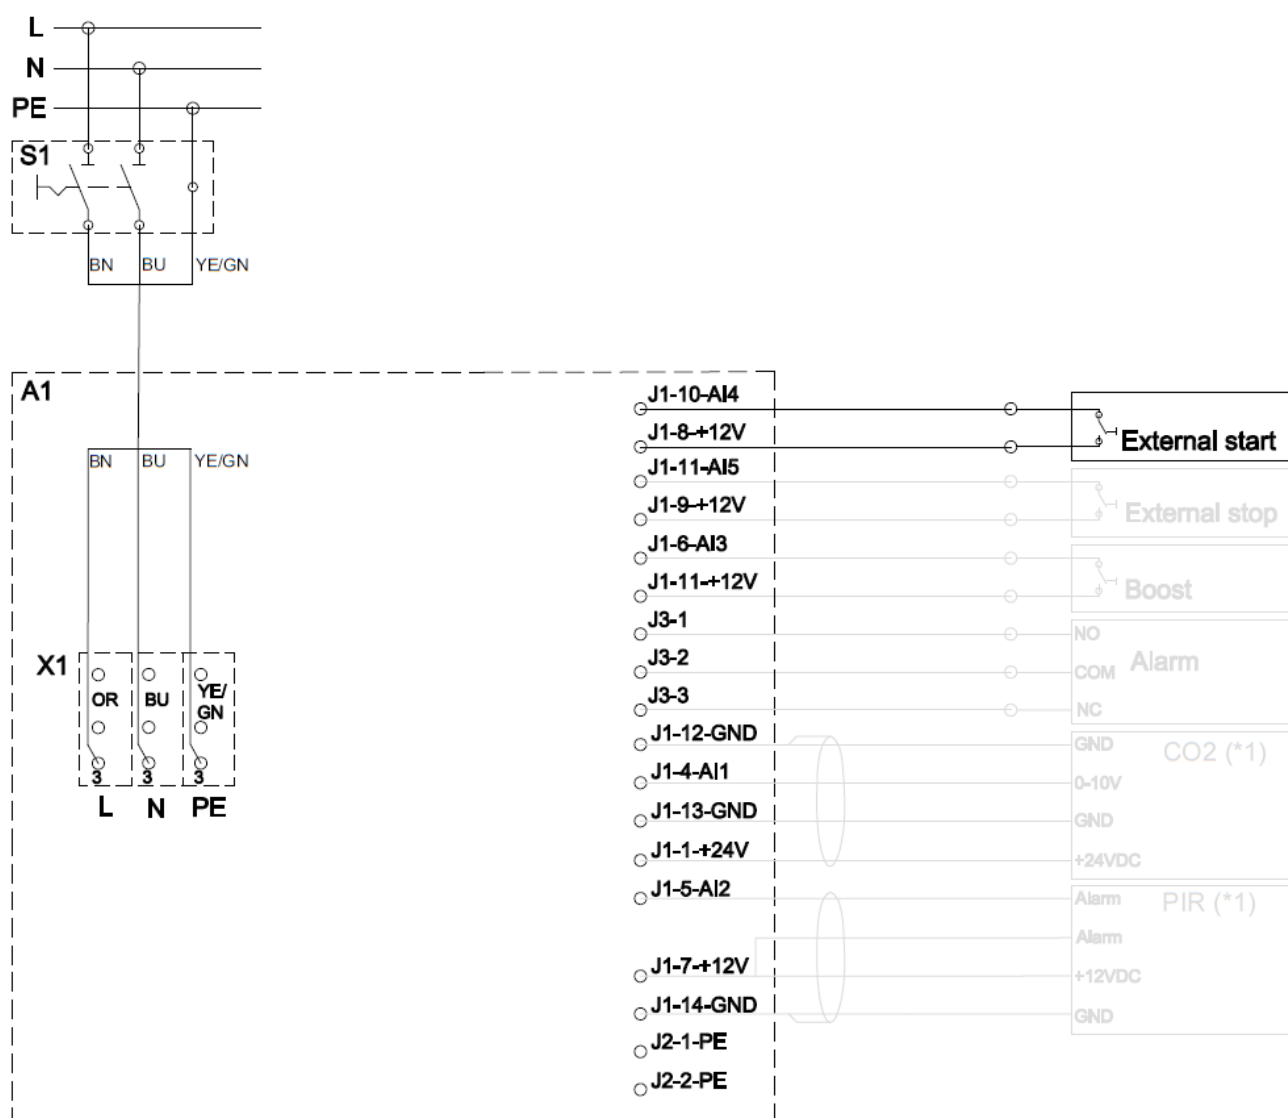 L
N
PE
S1
BN BU YE/GN
A1
BN BU YE/GN
X1
OR BU YE/
GN
3 3 3
L N PE
J1-10-AI4
J1-8-+12V
External start
J1-11-AI5
J1-9-+12V
External stop
J1-6-AI3
J1-11-+12V
Boost
J3-1
NO
J3-2
COM
Alarm
J3-3
NC
J1-12-GND
GND
CO2 (*1)
J1-4-AI1
0-10V
J1-13-GND
GND
J1-1-+24V
+24VDC
J1-5-AI2
Alarm
PIR (*1)
Alarm
J1-7-+12V
+12VDC
J1-14-GND
GND
J2-1-PE
J2-2-PE